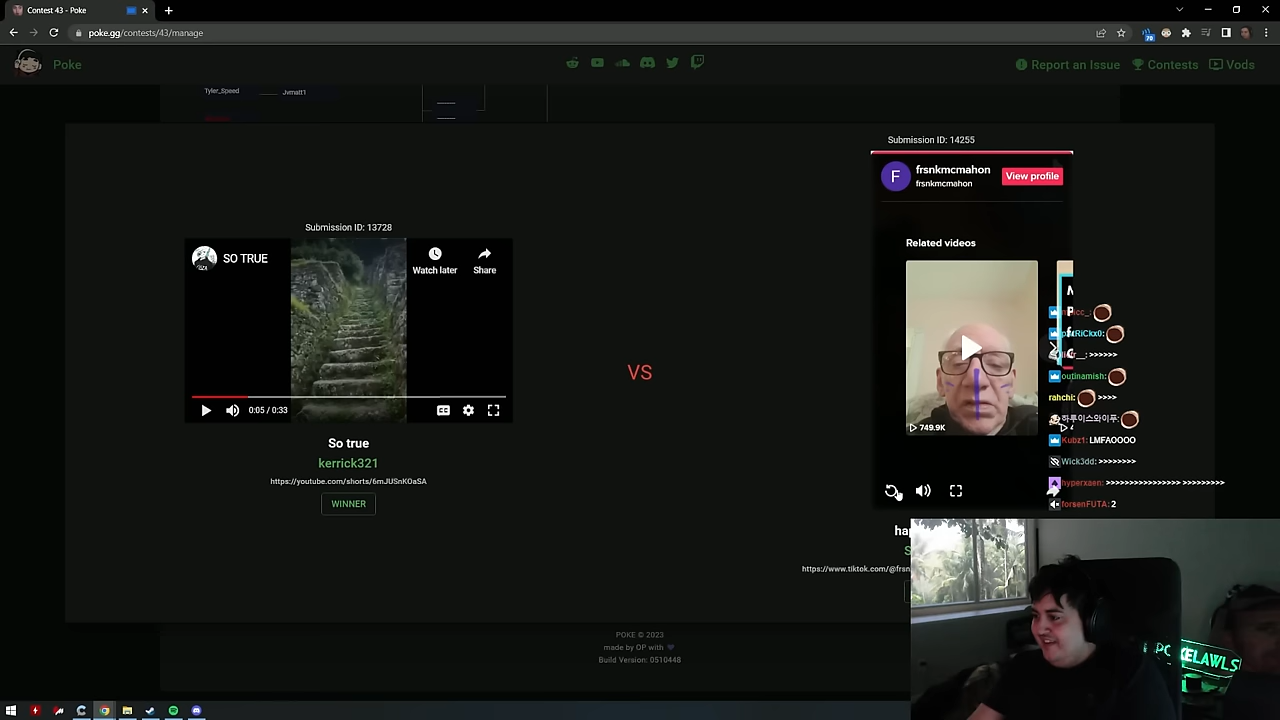 Contest 43 - Poke
poke.gg/contests/43/manage
70
Poke
Report an Issue
Contests
Vods
Tyler_Speed
Jvmatt1
Submission ID: 13728
SO TRUE
Watch later
Share
0:05 / 0:33
So true
kerrick321
https://youtube.com/shorts/6mJUSnKOaSA
WINNER
VS
Submission ID: 14255
F
frsnkmcmahon
frsnkmcmahon
View profile
Related videos
749.9K
https://www.tiktok.com/@frsn
outinamish:
rahchi: >>>>
하루이스와이푸:
Kubz1: LMFAOOOO
Wick3dd: >>>>>>>>
hyperxaen: >>>>>>>>>>>>>>>> >>>>>>>>>
forsenFUTA: 2
POKELAWLS
POKE © 2023
made by OP with
Build Version: 0510448